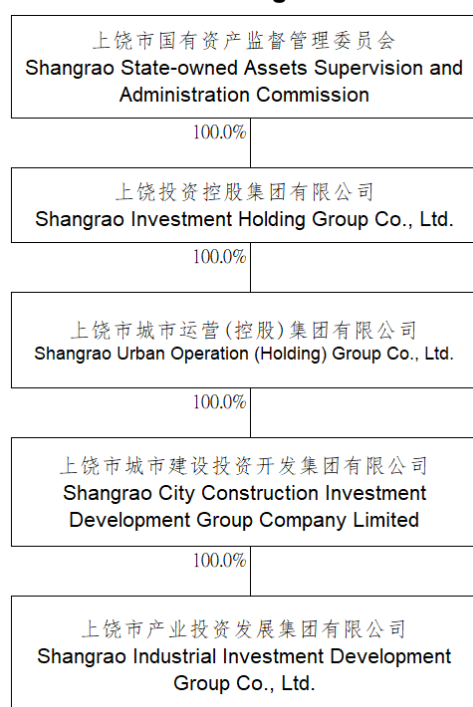 上饶市国有资产监督管理委员会
Shangrao State-owned Assets Supervision and
Administration Commission
100.0%
上饶投资控股集团有限公司
Shangrao Investment Holding Group Co., Ltd.
100.0%
上饶市城市运营(控股)集团有限公司
Shangrao Urban Operation (Holding) Group Co., Ltd.
100.0%
上饶市城市建设投资开发集团有限公司
Shangrao City Construction Investment
Development Group Company Limited
100.0%
上饶市产业投资发展集团有限公司
Shangrao Industrial Investment Development
Group Co., Ltd.